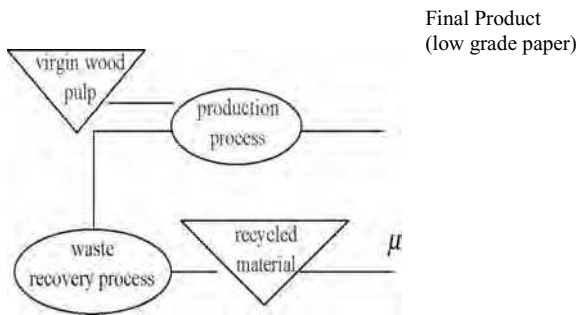 Final Product
(low grade paper)
virgin wood
pulp
production
process
waste
recovery process
recycled
material
μ